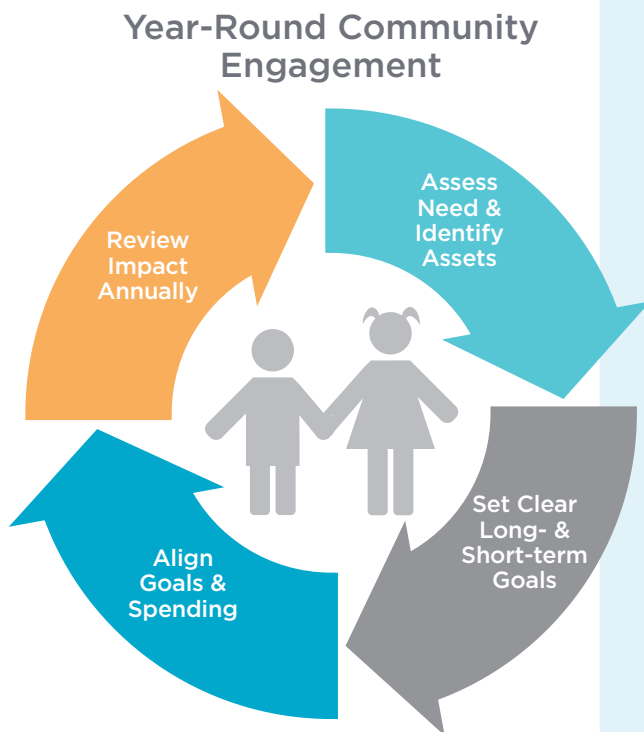 Year-Round Community
Engagement
Assess
Need &
Identify
Assets
Set Clear
Long- &
Short-term
Goals
Align
Goals &
Spending
Review
Impact
Annually